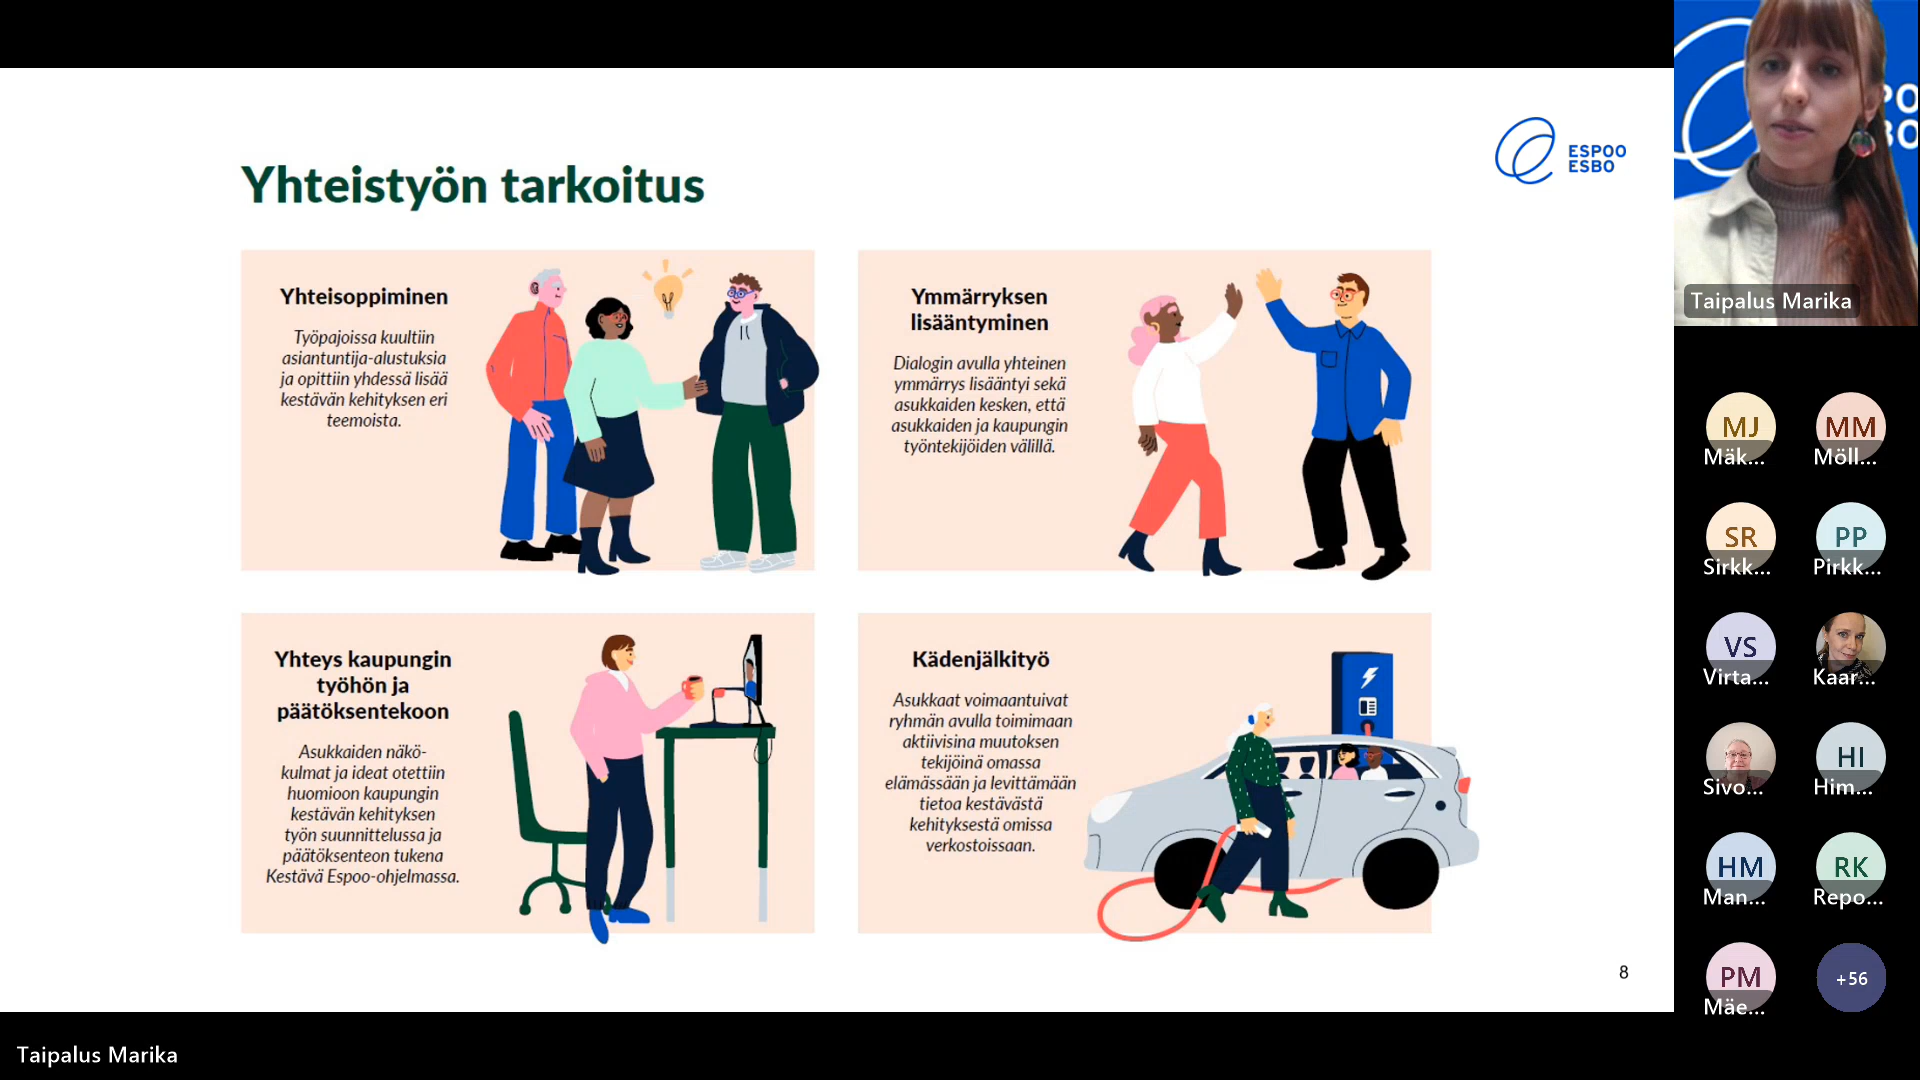 Yhteistyön tarkoitus
ESPOO
ESBO
Yhteisoppiminen
Työpajoissa kuultiin
asiantuntija-alustuksia
ja opittiin yhdessä lisää
kestävän kehityksen eri
teemoista.
Ymmärryksen
lisääntyminen
Dialogin avulla yhteinen
ymmärrys lisääntyi sekä
asukkaiden kesken, että
asukkaiden ja kaupungin
työntekijöiden välillä.
Yhteys kaupungin
työhön ja
päätöksentekoon
Asukkaiden näkö-
kulmat ja ideat otettiin
huomioon kaupungin
kestävän kehityksen
työn suunnittelussa ja
päätöksenteon tukena
Kestävä Espoo-ohjelmassa.
Kädenjälkityö
Asukkaat voimaantuivat
ryhmän avulla toimimaan
aktiivisina muutoksen
tekijöinä omassa
elämässään ja levittämään
tietoa kestävästä
kehityksestä omissa
verkostoissaan.
8
Taipalus Marika
PO
BO
Taipalus Marika
MJ
Mäk...
MM
Möll...
SR
Sirkk...
PP
Pirkk...
VS
Virta...
Kaar...
Sivo...
HI
Him...
HM
Man...
RK
Repo...
PM
Mäe...
+56